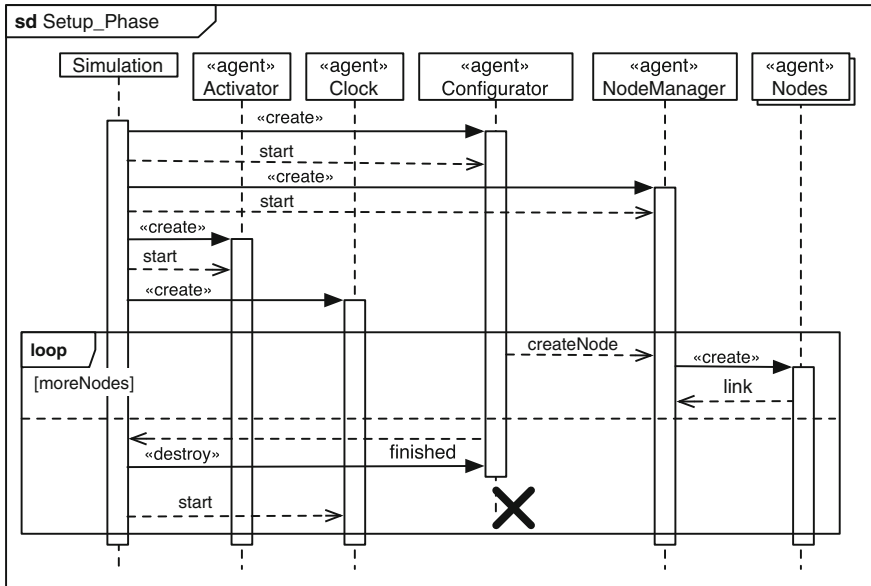 sd Setup_Phase
Simulation
«agent»
Activator
«agent»
Clock
«agent»
Configurator
«agent»
NodeManager
«agent»
Nodes
«create»
start
«create»
start
«create»
start
«create»
loop
[moreNodes]
createNode
«create»
link
finished
«destroy»
start